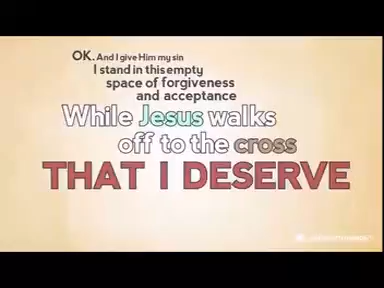 OK. And I give Him my sin
I stand in this empty
space of forgiveness
and acceptance
While Jesus walks
off to the cross
THAT I DESERVE